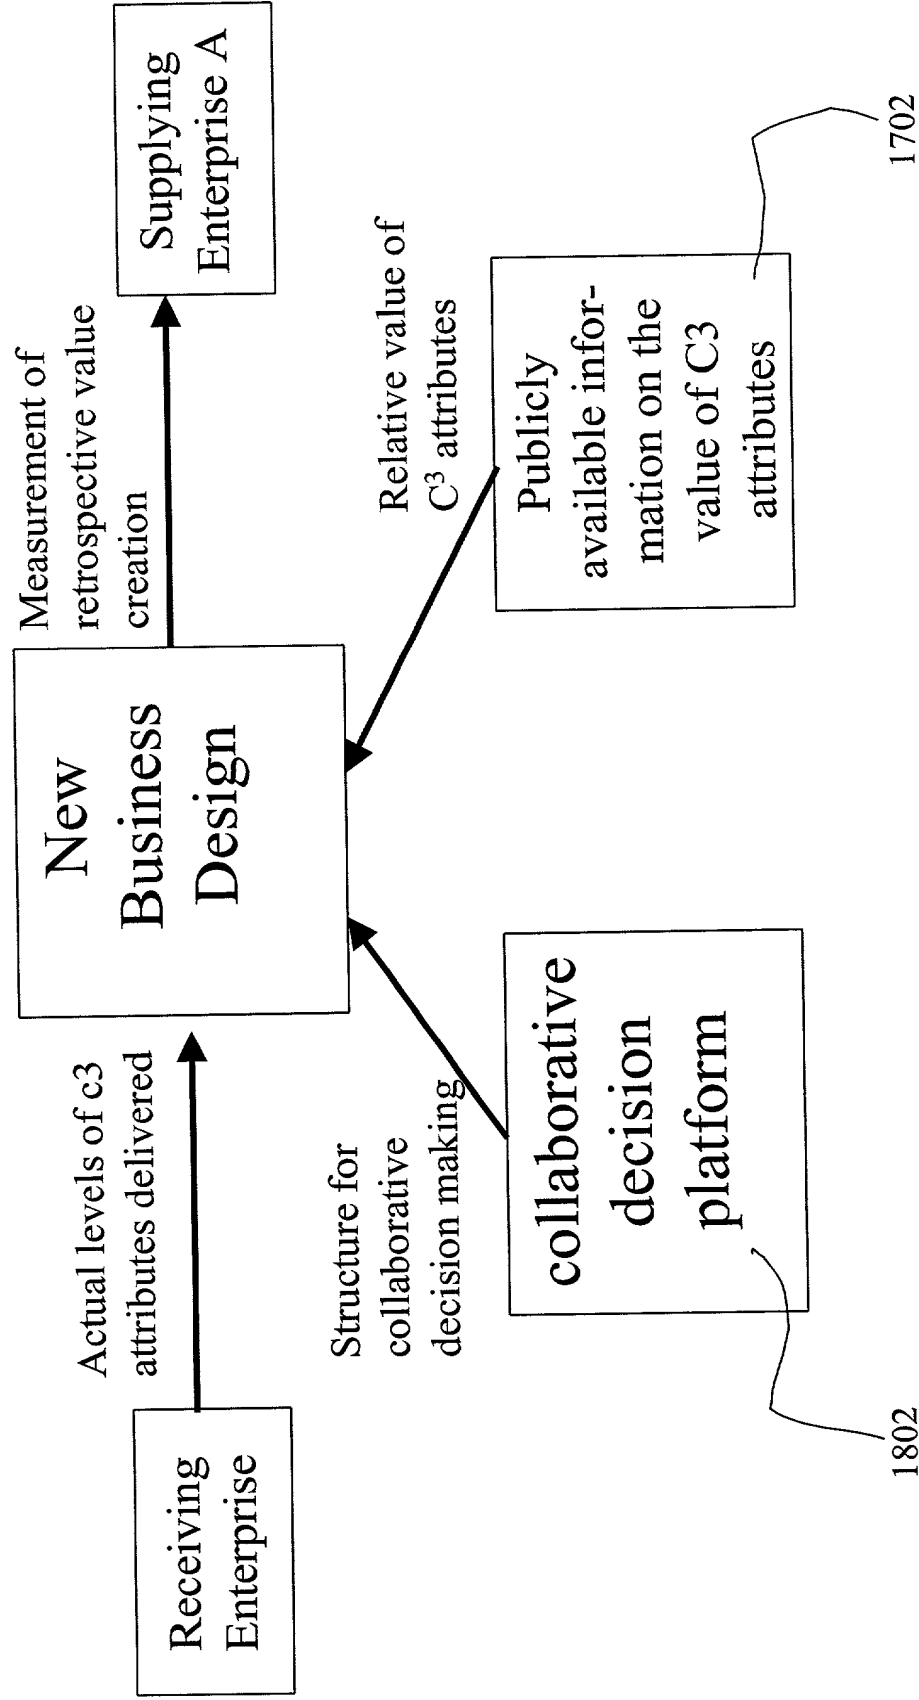 Receiving
Enterprise
Actual levels of c3
attributes delivered
New
Business
Design
Measurement of
retrospective value
creation
Supplying
Enterprise A
Structure for
collaborative
decision making
Relative value of
C³ attributes
collaborative
decision
platform
Publicly
available infor-
mation on the
value of C3
attributes
1802
1702